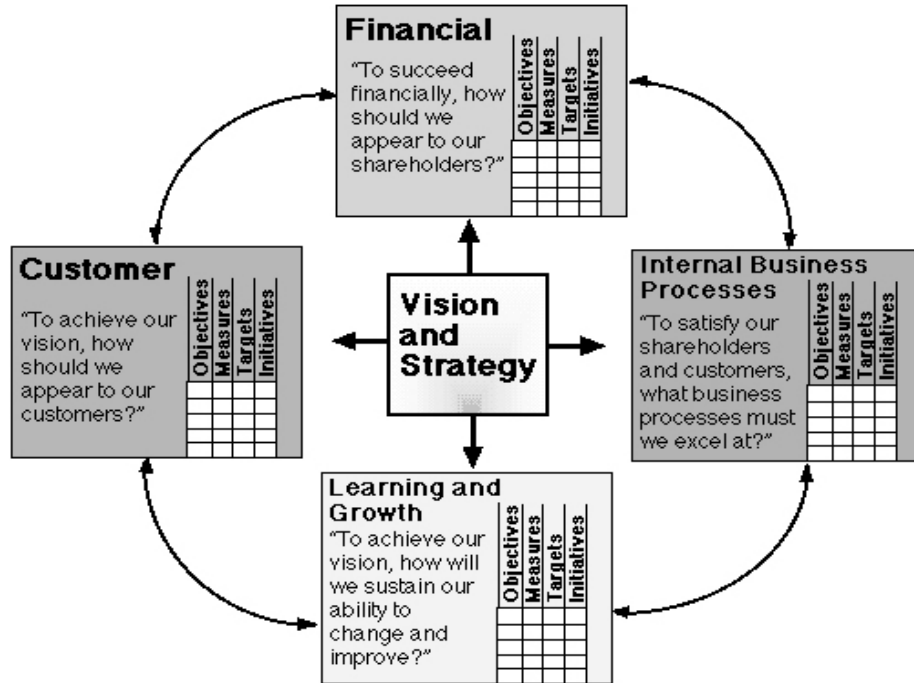 Financial
“To succeed
financially, how
should we
appear to our
shareholders?”
Objectives
Measures
Targets
Initiatives
Customer
“To achieve our
vision, how
should we
appear to our
customers?”
Objectives
Measures
Targets
Initiatives
Vision
and
Strategy
Internal Business
Processes
“To satisfy our
shareholders
and customers,
what business
processes must
we excel at?”
Objectives
Measures
Targets
Initiatives
Learning and
Growth
“To achieve our
vision, how will
we sustain our
ability to
change and
improve?”
Objectives
Measures
Targets
Initiatives